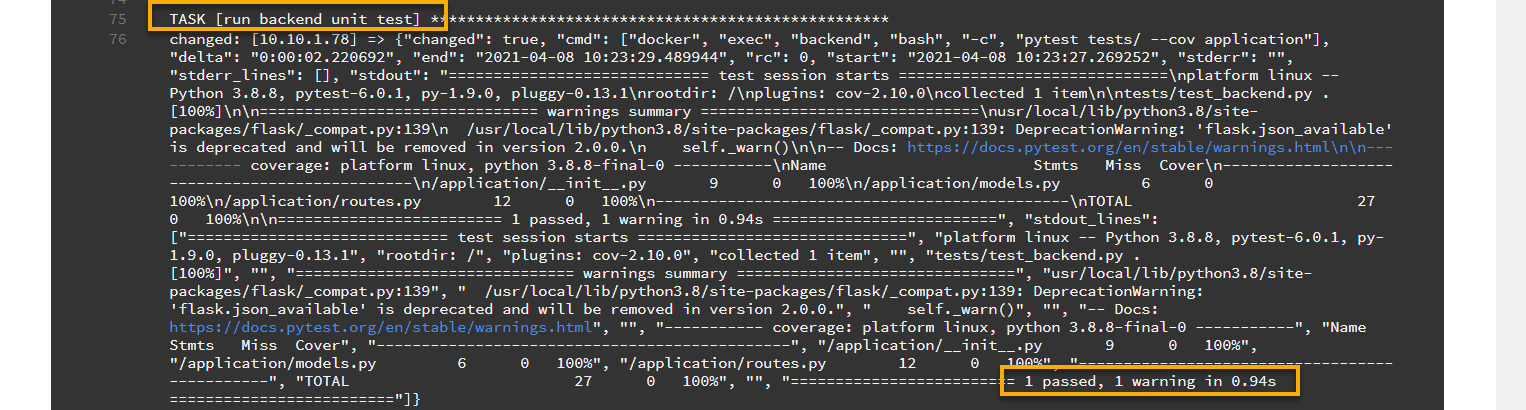 74
75 TASK [run backend unit test] ***************************************************
76 changed: [10.10.1.78] => {"changed": true, "cmd": ["docker", "exec", "backend", "bash", "-c", "pytest tests/ --cov application"],
"delta": "0:00:02.220692", "end": "2021-04-08 10:23:29.489944", "rc": 0, "start": "2021-04-08 10:23:27.269252", "stderr": "",
"stderr_lines": [], "stdout": "============================= test session starts ==============================\nplatform linux --
Python 3.8.8, pytest-6.0.1, py-1.9.0, pluggy-0.13.1\nrootdir: /\nplugins: cov-2.10.0\ncollected 1 item\n\ntests/test_backend.py .
[100%]\n\n=============================== warnings summary ===============================\nusr/local/lib/python3.8/site-
packages/flask/_compat.py:139\n  /usr/local/lib/python3.8/site-packages/flask/_compat.py:139: DeprecationWarning: 'flask.json_available'
is deprecated and will be removed in version 2.0.0.\n    self._warn()\n\n-- Docs: https://docs.pytest.org/en/stable/warnings.html\n\n---
-------- coverage: platform linux, python 3.8.8-final-0 -----------\nName                         Stmts   Miss  Cover\n-------------------
---------------------------\n/application/__init__.py       9      0   100%\n/application/models.py         6      0
100%\n/application/routes.py        12      0   100%\n----------------------------------------------\nTOTAL                         27
0   100%\n\n========================= 1 passed, 1 warning in 0.94s =========================", "stdout_lines":
["============================= test session starts ==============================", "platform linux -- Python 3.8.8, pytest-6.0.1, py-
1.9.0, pluggy-0.13.1", "rootdir: /", "plugins: cov-2.10.0", "collected 1 item", "", "tests/test_backend.py .
[100%]", "", "=============================== warnings summary ===============================", "usr/local/lib/python3.8/site-
packages/flask/_compat.py:139", "  /usr/local/lib/python3.8/site-packages/flask/_compat.py:139: DeprecationWarning:
'flask.json_available' is deprecated and will be removed in version 2.0.0.", "    self._warn()", "", "-- Docs:
https://docs.pytest.org/en/stable/warnings.html", "", "----------- coverage: platform linux, python 3.8.8-final-0 -----------", "Name
Stmts   Miss  Cover", "----------------------------------------------", "/application/__init__.py       9      0   100%",
"/application/models.py         6      0   100%", "/application/routes.py        12      0   100%", "-----------------------------------
-----------", "TOTAL                         27      0   100%", "", "========================= 1 passed, 1 warning in 0.94s
========================="]}